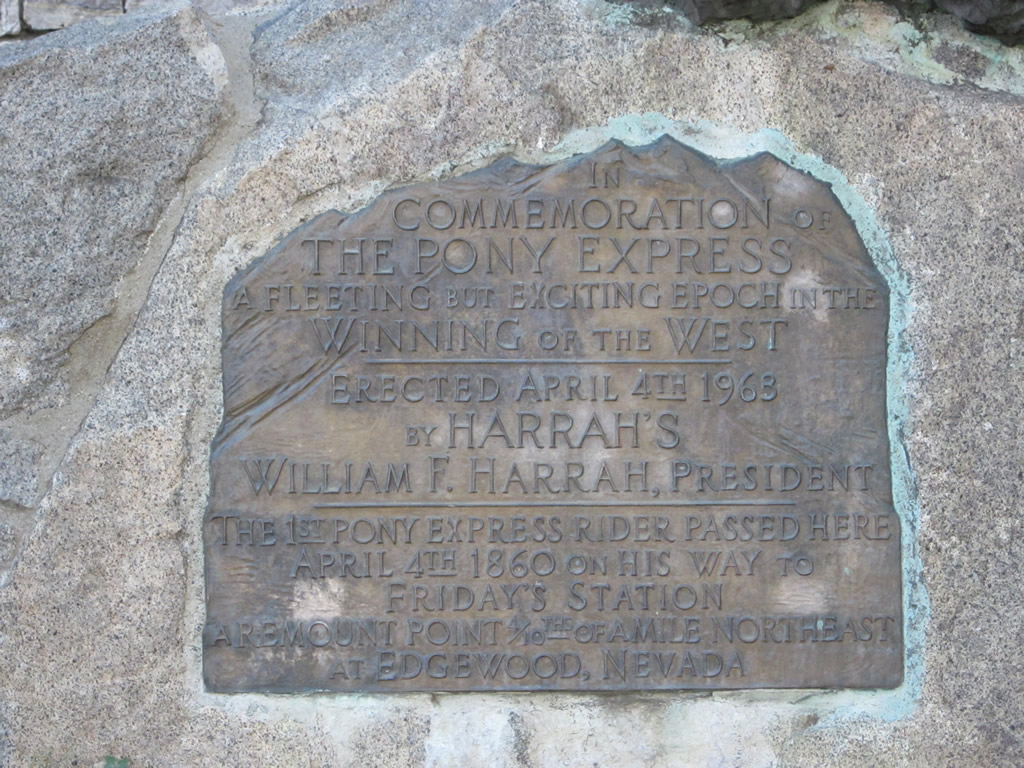 IN
COMMEMORATION OF
THE PONY EXPRESS
A FLEETING BUT EXCITING EPOCH IN THE
WINNING OF THE WEST
ERECTED APRIL 4TH 1963
BY HARRAH'S
WILLIAM F. HARRAH, PRESIDENT
THE 1ST PONY EXPRESS RIDER PASSED HERE
APRIL 4TH 1860 ON HIS WAY TO
FRIDAY'S STATION
A REMOUNT POINT 4/10THS OF A MILE NORTHEAST
AT EDGEWOOD, NEVADA